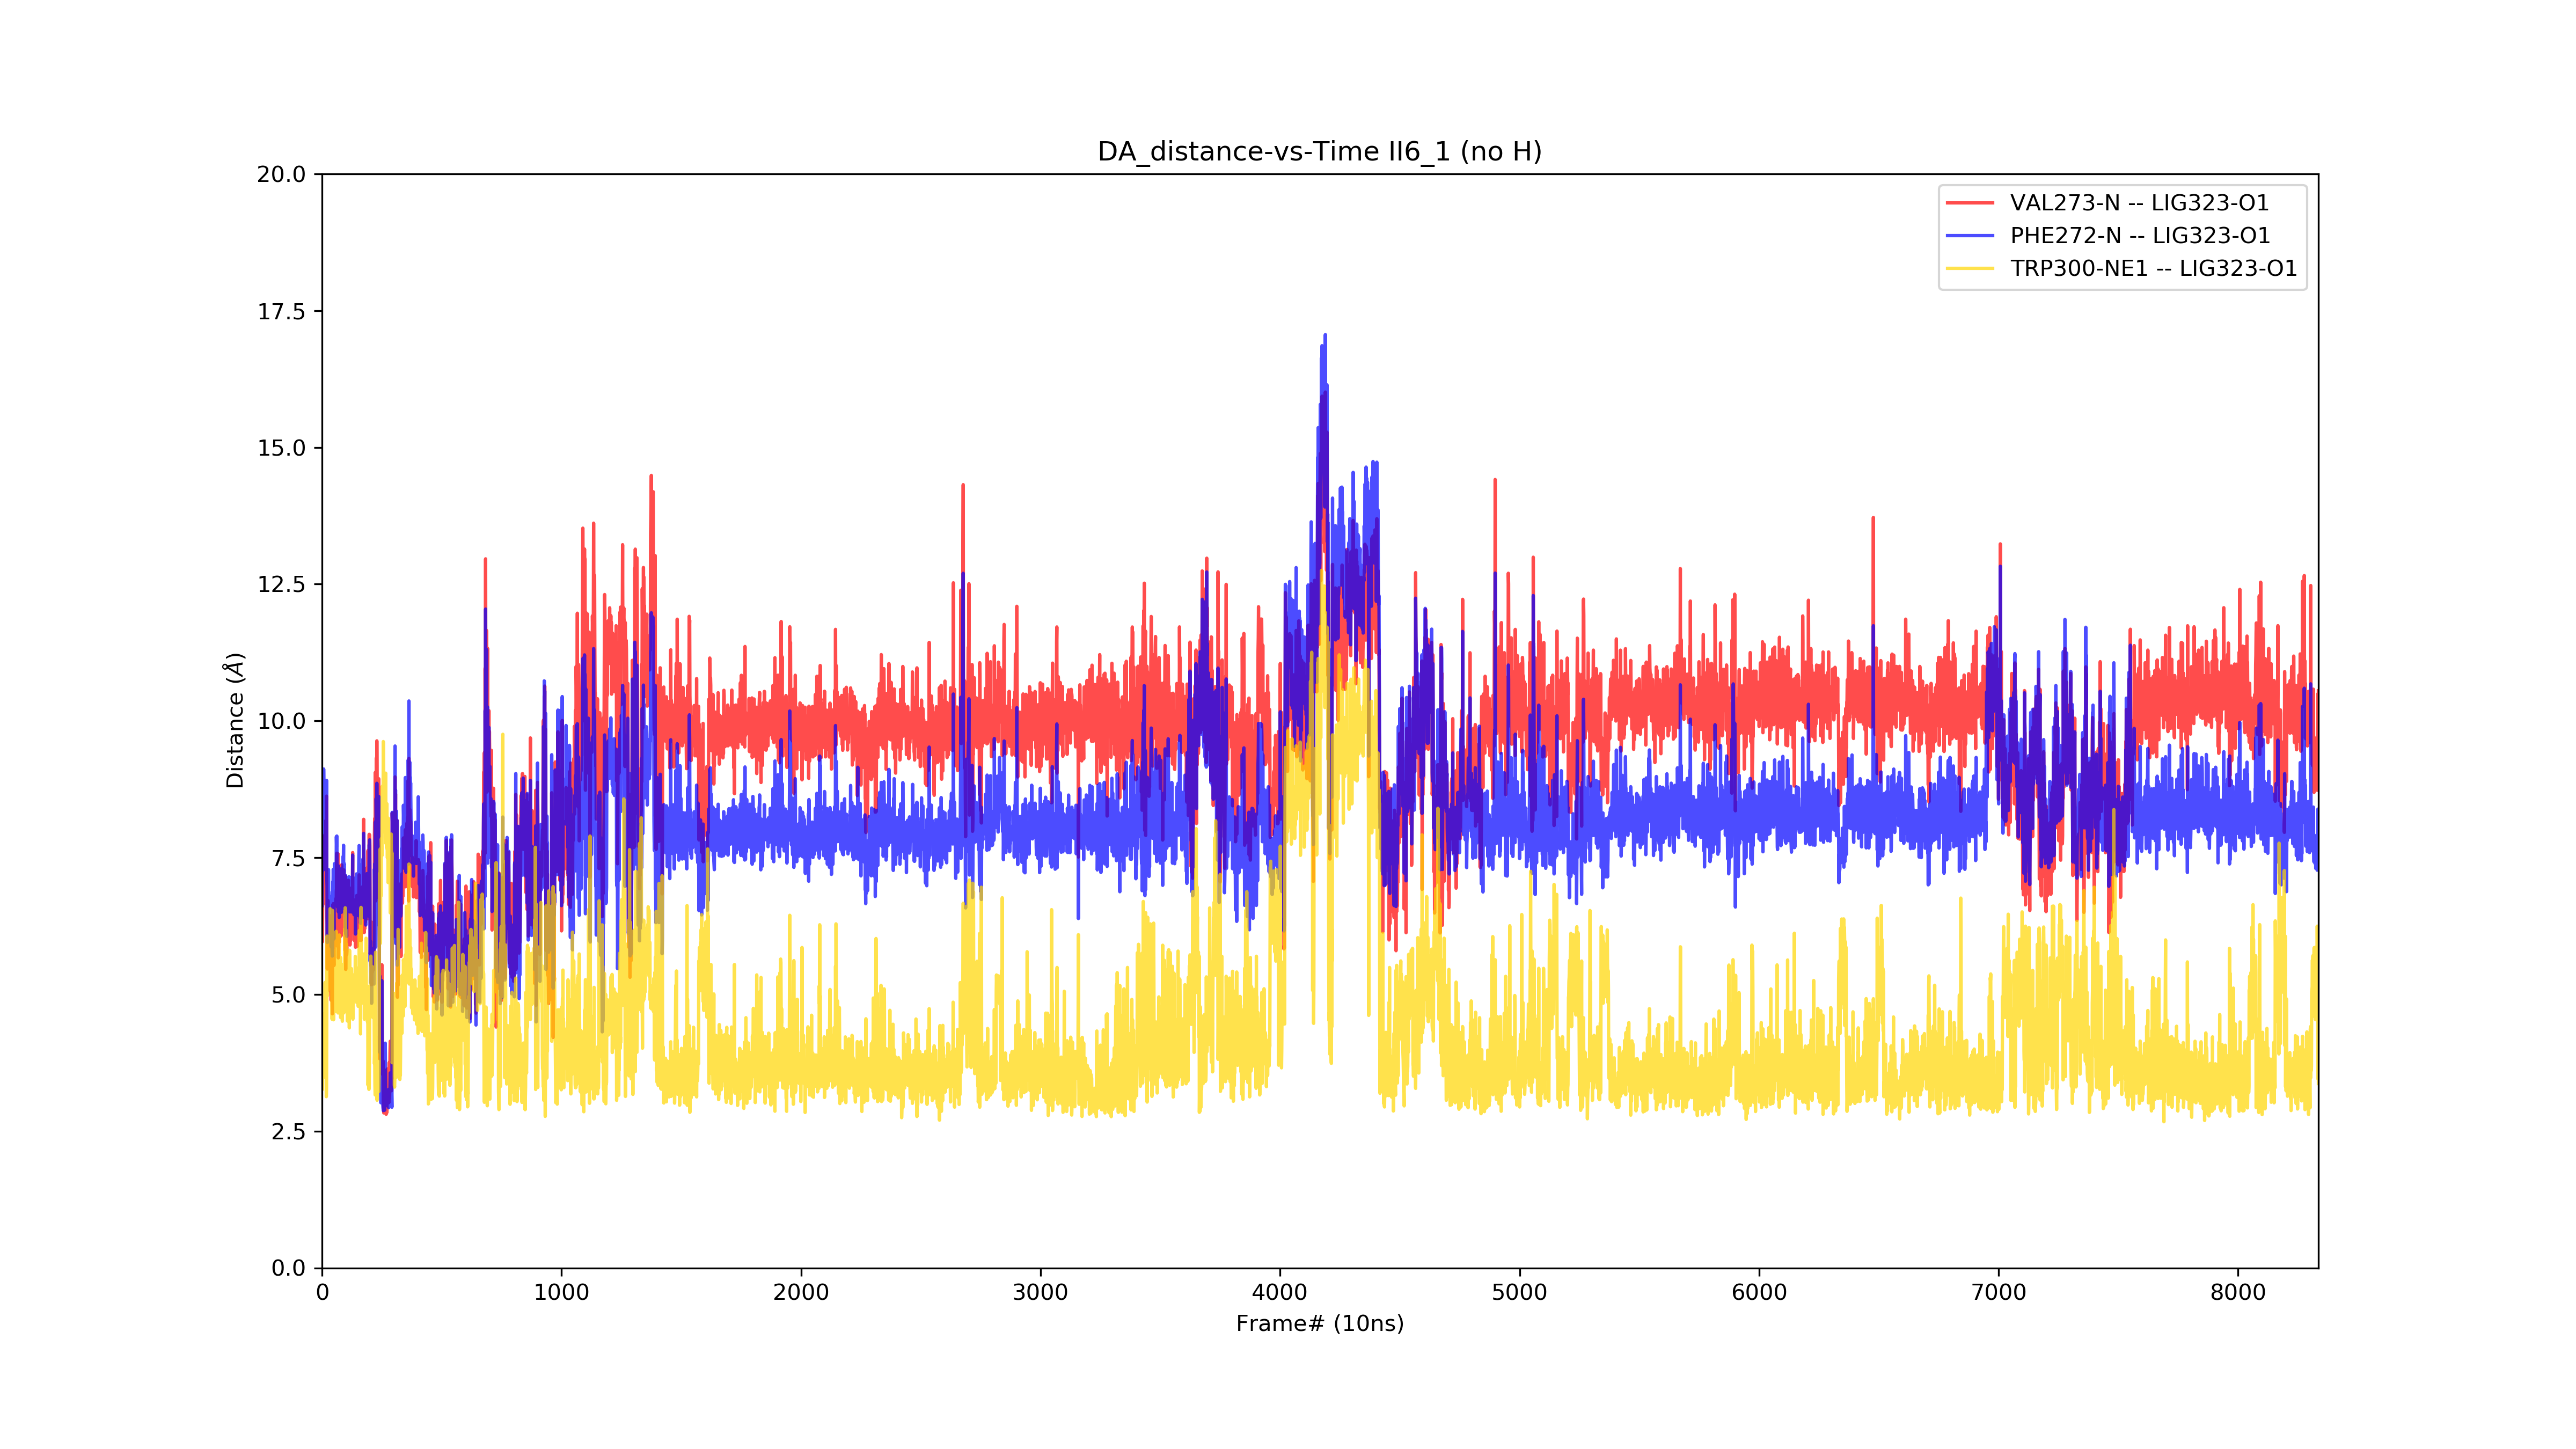 DA_distance-vs-Time II6_1 (no H)
VAL273-N -- LIG323-O1
PHE272-N -- LIG323-O1
TRP300-NE1 -- LIG323-O1
20.0
17.5
15.0
12.5
10.0
7.5
5.0
2.5
0.0
Distance (Å)
0 1000 2000 3000 4000 5000 6000 7000 8000
Frame# (10ns)